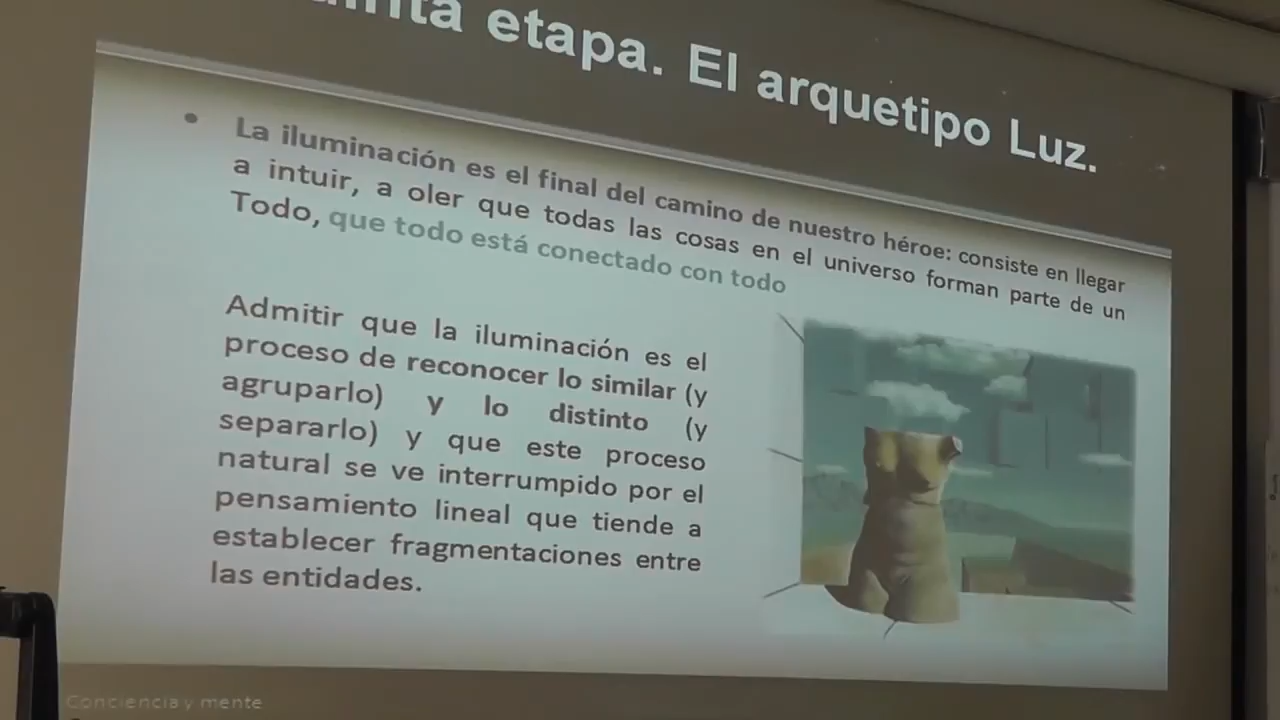 etapa. El arquetipo Luz.
• La iluminación es el final del camino de nuestro héroe: consiste en llegar
a intuir, a oler que todas las cosas en el universo forman parte de un
Todo, que todo está conectado con todo
Admitir que la iluminación es el
proceso de reconocer lo similar (y
agruparlo) y lo distinto (y
separarlo) y que este proceso
natural se ve interrumpido por el
pensamiento lineal que tiende a
establecer fragmentaciones entre
las entidades.
Conciencia y mente